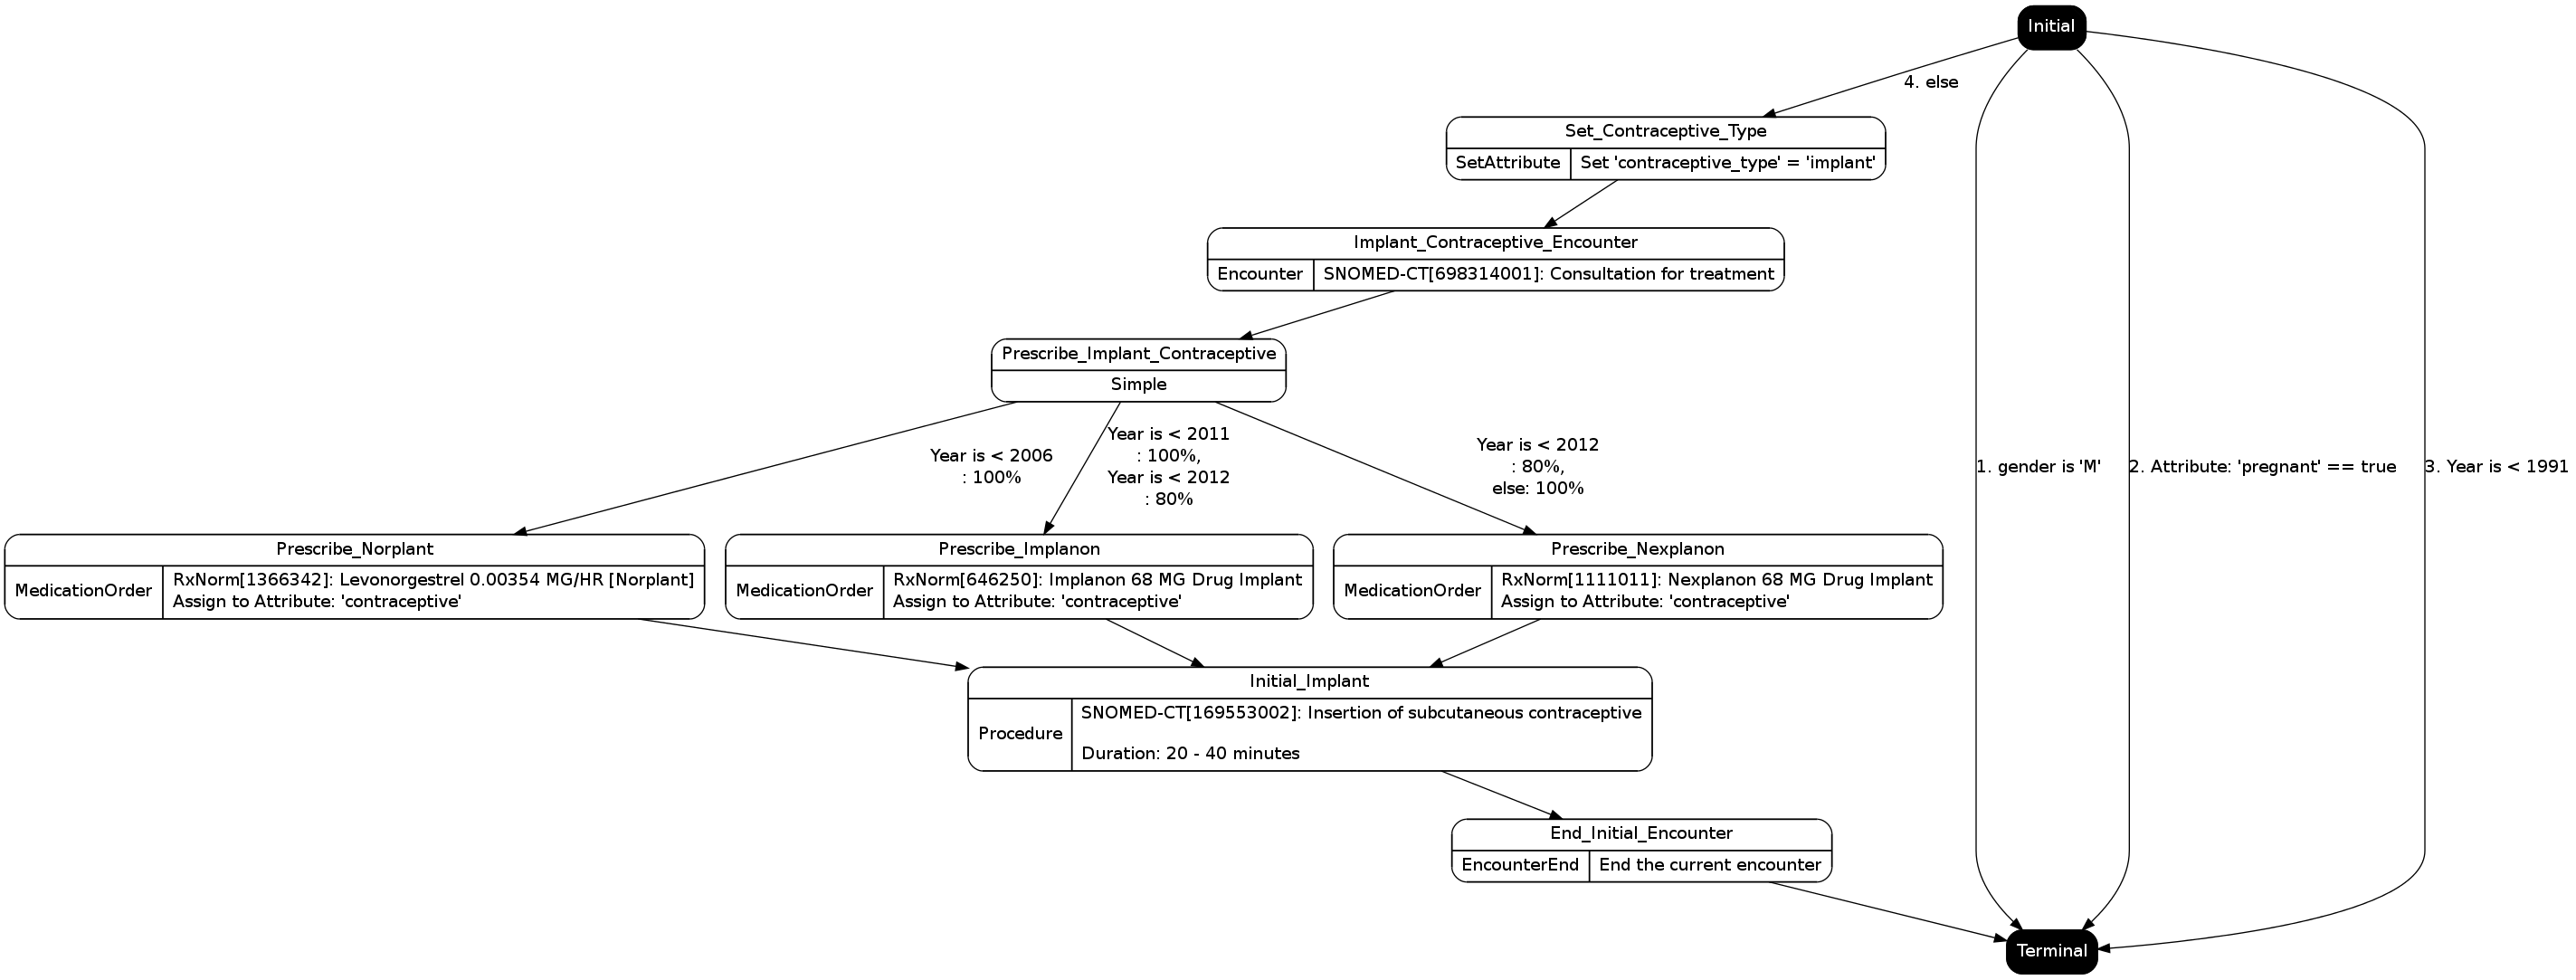 Initial
4. else
Set_Contraceptive_Type
SetAttribute
Set 'contraceptive_type' = 'implant'
Implant_Contraceptive_Encounter
Encounter
SNOMED-CT[698314001]: Consultation for treatment
Prescribe_Implant_Contraceptive
Simple
Year is < 2006
: 100%
Year is < 2011
: 100%,
Year is < 2012
: 80%
Year is < 2012
: 80%,
else: 100%
1. gender is 'M'
2. Attribute: 'pregnant' == true
3. Year is < 1991
Prescribe_Norplant
MedicationOrder
RxNorm[1366342]: Levonorgestrel 0.00354 MG/HR [Norplant]
Assign to Attribute: 'contraceptive'
Prescribe_Implanon
MedicationOrder
RxNorm[646250]: Implanon 68 MG Drug Implant
Assign to Attribute: 'contraceptive'
Prescribe_Nexplanon
MedicationOrder
RxNorm[1111011]: Nexplanon 68 MG Drug Implant
Assign to Attribute: 'contraceptive'
Initial_Implant
Procedure
SNOMED-CT[169553002]: Insertion of subcutaneous contraceptive
Duration: 20 - 40 minutes
End_Initial_Encounter
EncounterEnd
End the current encounter
Terminal